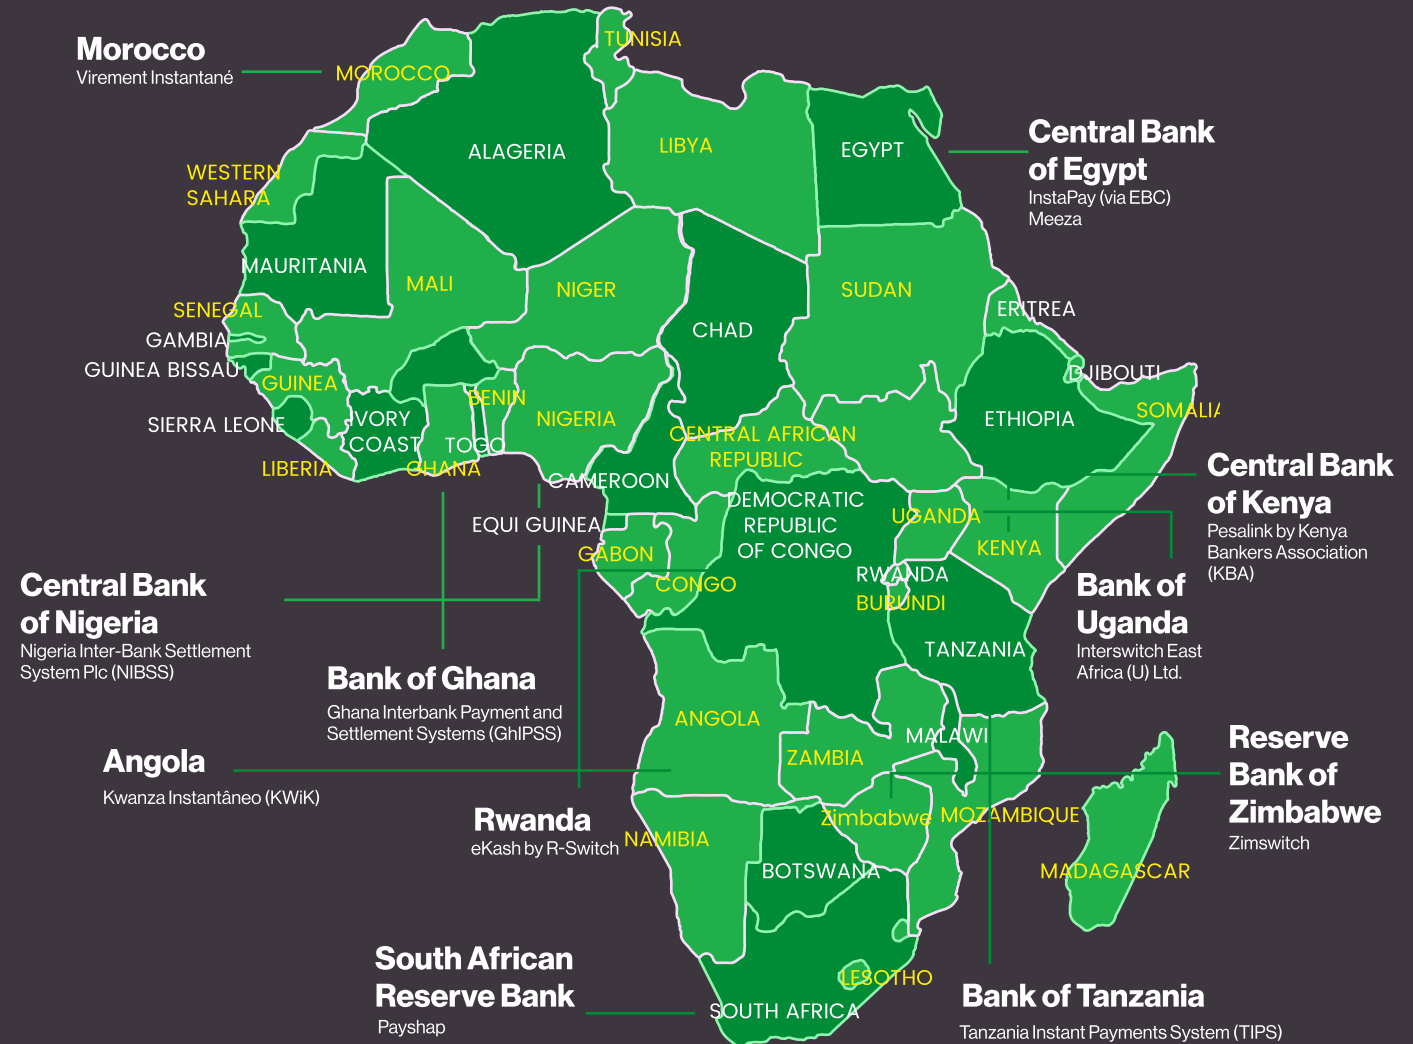 Morocco
Virement Instantané
MOROCCO
TUNISIA
ALAGERIA
LIBYA
EGYPT
Central Bank
of Egypt
InstaPay (via EBC)
Meeza
WESTERN
SAHARA
MAURITANIA
MALI
NIGER
CHAD
SUDAN
ERITREA
SENEGAL
GAMBIA
GUINEA BISSAU
GUINEA
SIERRA LEONE
LIBERIA
IVORY
COAST
GHANA
TOGO
BENIN
NIGERIA
CAMEROON
CENTRAL AFRICAN
REPUBLIC
ETHIOPIA
DJIBOUTI
SOMALIA
Central Bank
of Kenya
Pesalink by Kenya
Bankers Association
(KBA)
EQUI GUINEA
GABON
CONGO
DEMOCRATIC
REPUBLIC
OF CONGO
UGANDA
KENYA
RWANDA
BURUNDI
TANZANIA
Central Bank
of Nigeria
Nigeria Inter-Bank Settlement
System Plc (NIBSS)
Bank of Ghana
Ghana Interbank Payment and
Settlement Systems (GhIPSS)
Bank of
Uganda
Interswitch East
Africa (U) Ltd.
Angola
Kwanza Instantâneo (KWiK)
ANGOLA
ZAMBIA
MALAWI
Reserve
Bank of
Zimbabwe
Zimswitch
Rwanda
eKash by R-Switch
NAMIBIA
Zimbabwe
MOZAMBIQUE
BOTSWANA
MADAGASCAR
South African
Reserve Bank
Payshap
LESOTHO
SOUTH AFRICA
Bank of Tanzania
Tanzania Instant Payments System (TIPS)